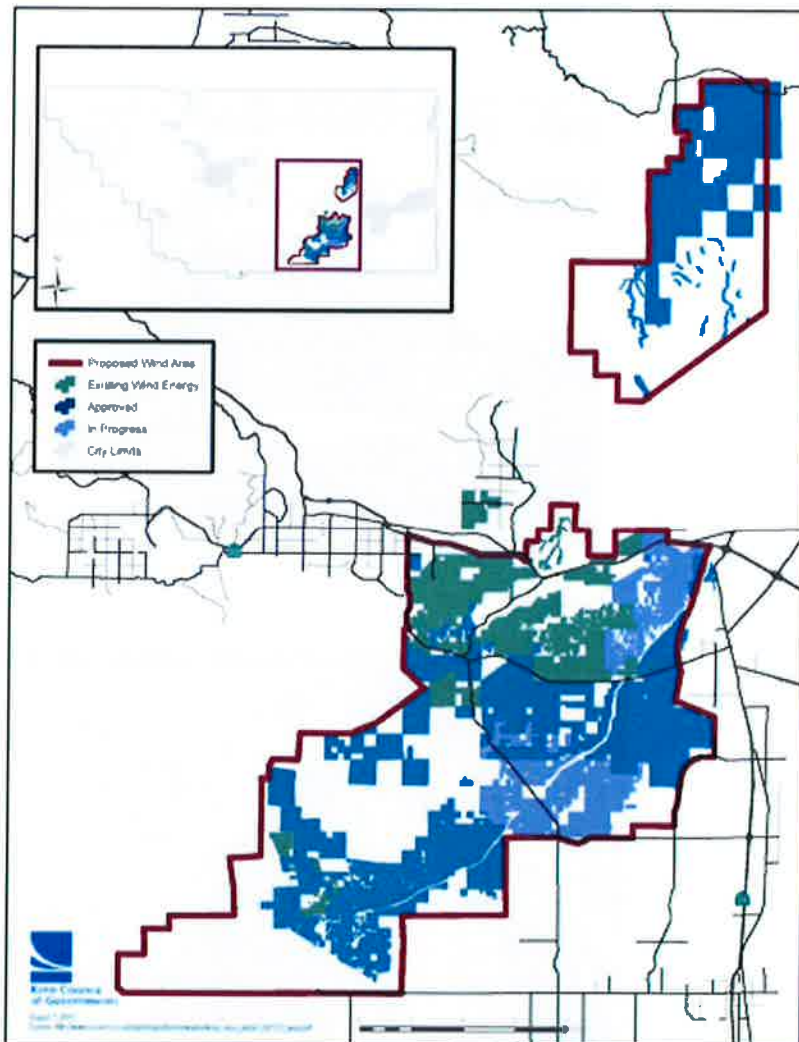 Proposed Wind Area
Existing Wind Energy
Approved
In Progress
City Limits
Kern Council
of Governments